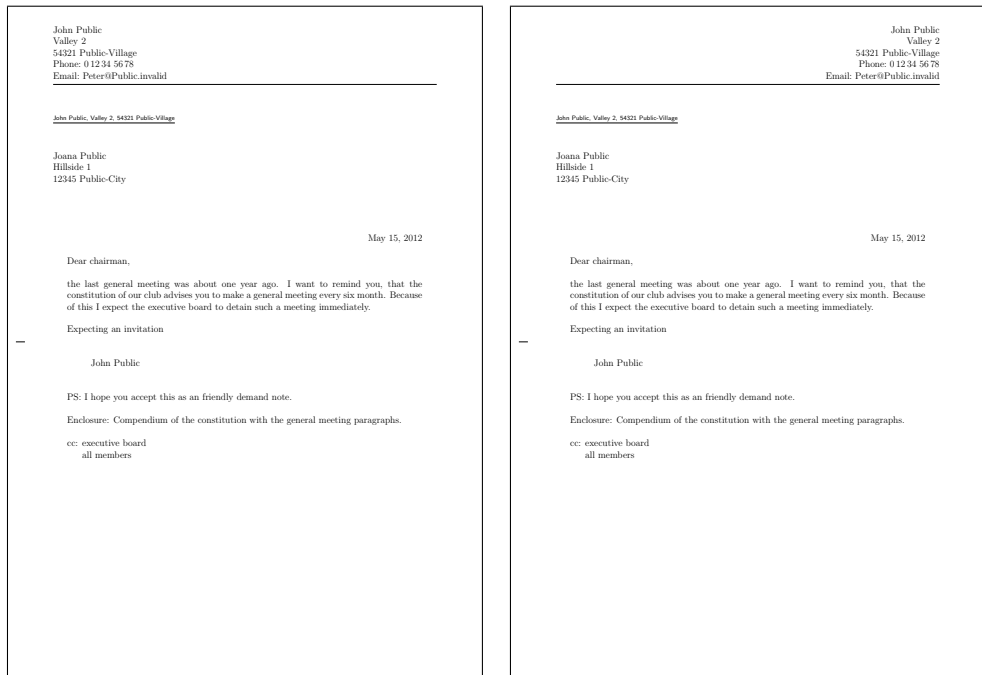 John Public
Valley 2
54321 Public-Village
Phone: 0 12 34 56 78
Email: Peter@Public.invalid
John Public, Valley 2, 54321 Public-Village
Joana Public
Hillside 1
12345 Public-City
May 15, 2012
Dear chairman,
the last general meeting was about one year ago. I want to remind you, that the
constitution of our club advises you to make a general meeting every six month. Because
of this I expect the executive board to detain such a meeting immediately.
Expecting an invitation
John Public
PS: I hope you accept this as an friendly demand note.
Enclosure: Compendium of the constitution with the general meeting paragraphs.
cc: executive board
all members
John Public
Valley 2
54321 Public-Village
Phone: 0 12 34 56 78
Email: Peter@Public.invalid
John Public, Valley 2, 54321 Public-Village
Joana Public
Hillside 1
12345 Public-City
May 15, 2012
Dear chairman,
the last general meeting was about one year ago. I want to remind you, that the
constitution of our club advises you to make a general meeting every six month. Because
of this I expect the executive board to detain such a meeting immediately.
Expecting an invitation
John Public
PS: I hope you accept this as an friendly demand note.
Enclosure: Compendium of the constitution with the general meeting paragraphs.
cc: executive board
all members